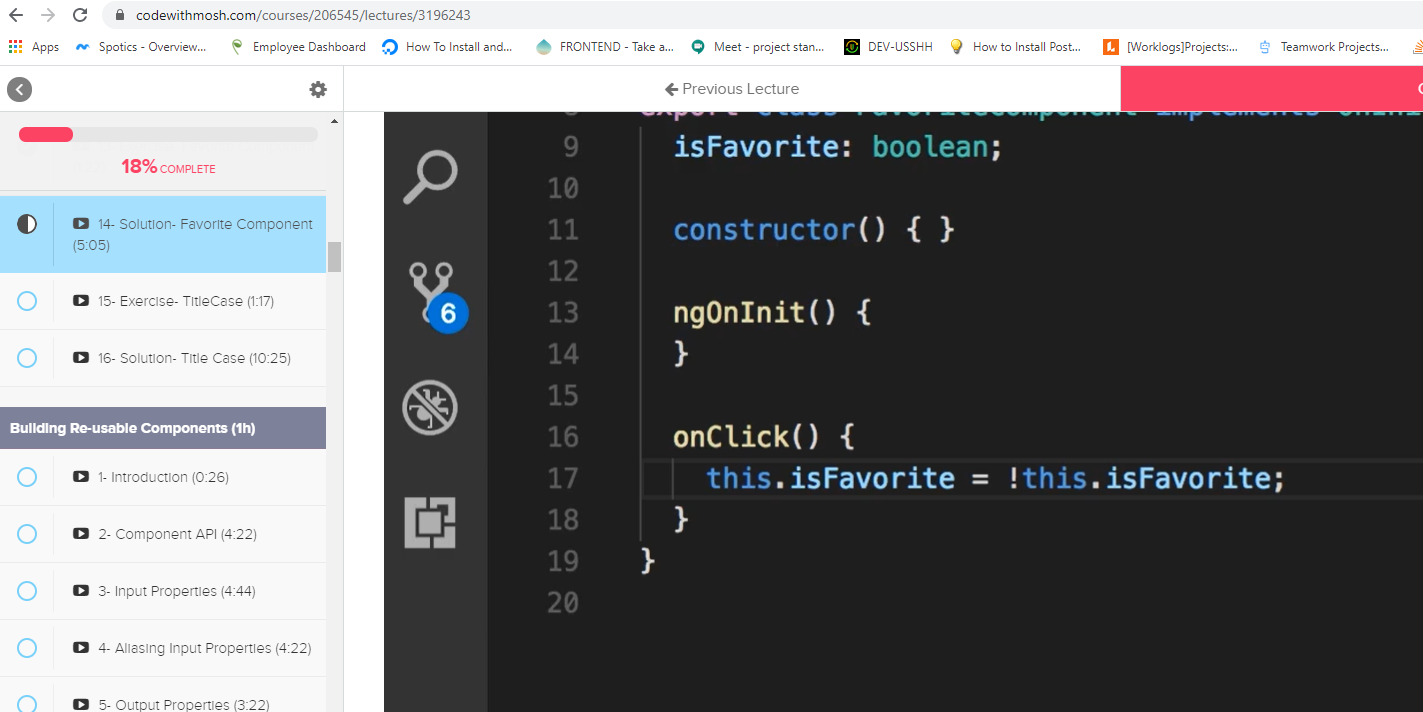 codewithmosh.com/courses/206545/lectures/3196243
Apps Spotics - Overview... Employee Dashboard How To Install and... FRONTEND - Take a... Meet - project stan... DEV-USSHH How to Install Post... [Worklogs]Projects:... Teamwork Projects...
Previous Lecture
18% COMPLETE
14- Solution- Favorite Component
(5:05)
15- Exercise- TitleCase (1:17)
16- Solution- Title Case (10:25)
Building Re-usable Components (1h)
1- Introduction (0:26)
2- Component API (4:22)
3- Input Properties (4:44)
4- Aliasing Input Properties (4:22)
5- Output Properties (3:22)
6
8 export class FavoriteComponent implements OnInit
9 isFavorite: boolean;
10
11 constructor() { }
12
13 ngOnInit() {
14 }
15
16 onClick() {
17 this.isFavorite = !this.isFavorite;
18 }
19 }
20